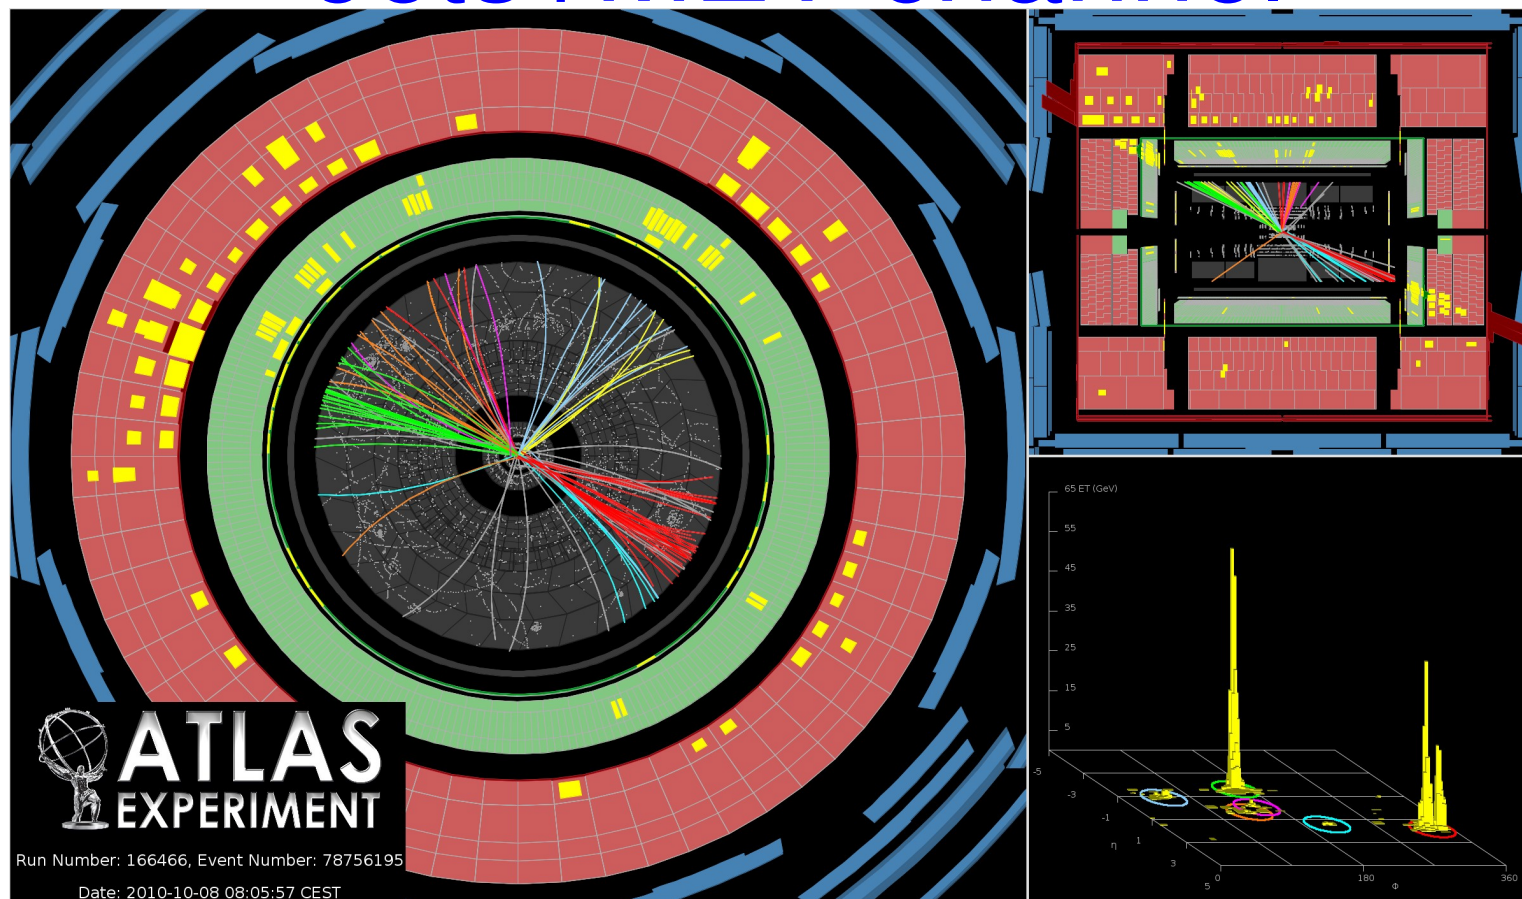 ATLAS
EXPERIMENT
Run Number: 166466, Event Number: 78756195
Date: 2010-10-08 08:05:57 CEST
65 ET (GeV)
55
45
35
25
15
5
-5
-3
-1
η
1
3
5
0
180
Φ
360